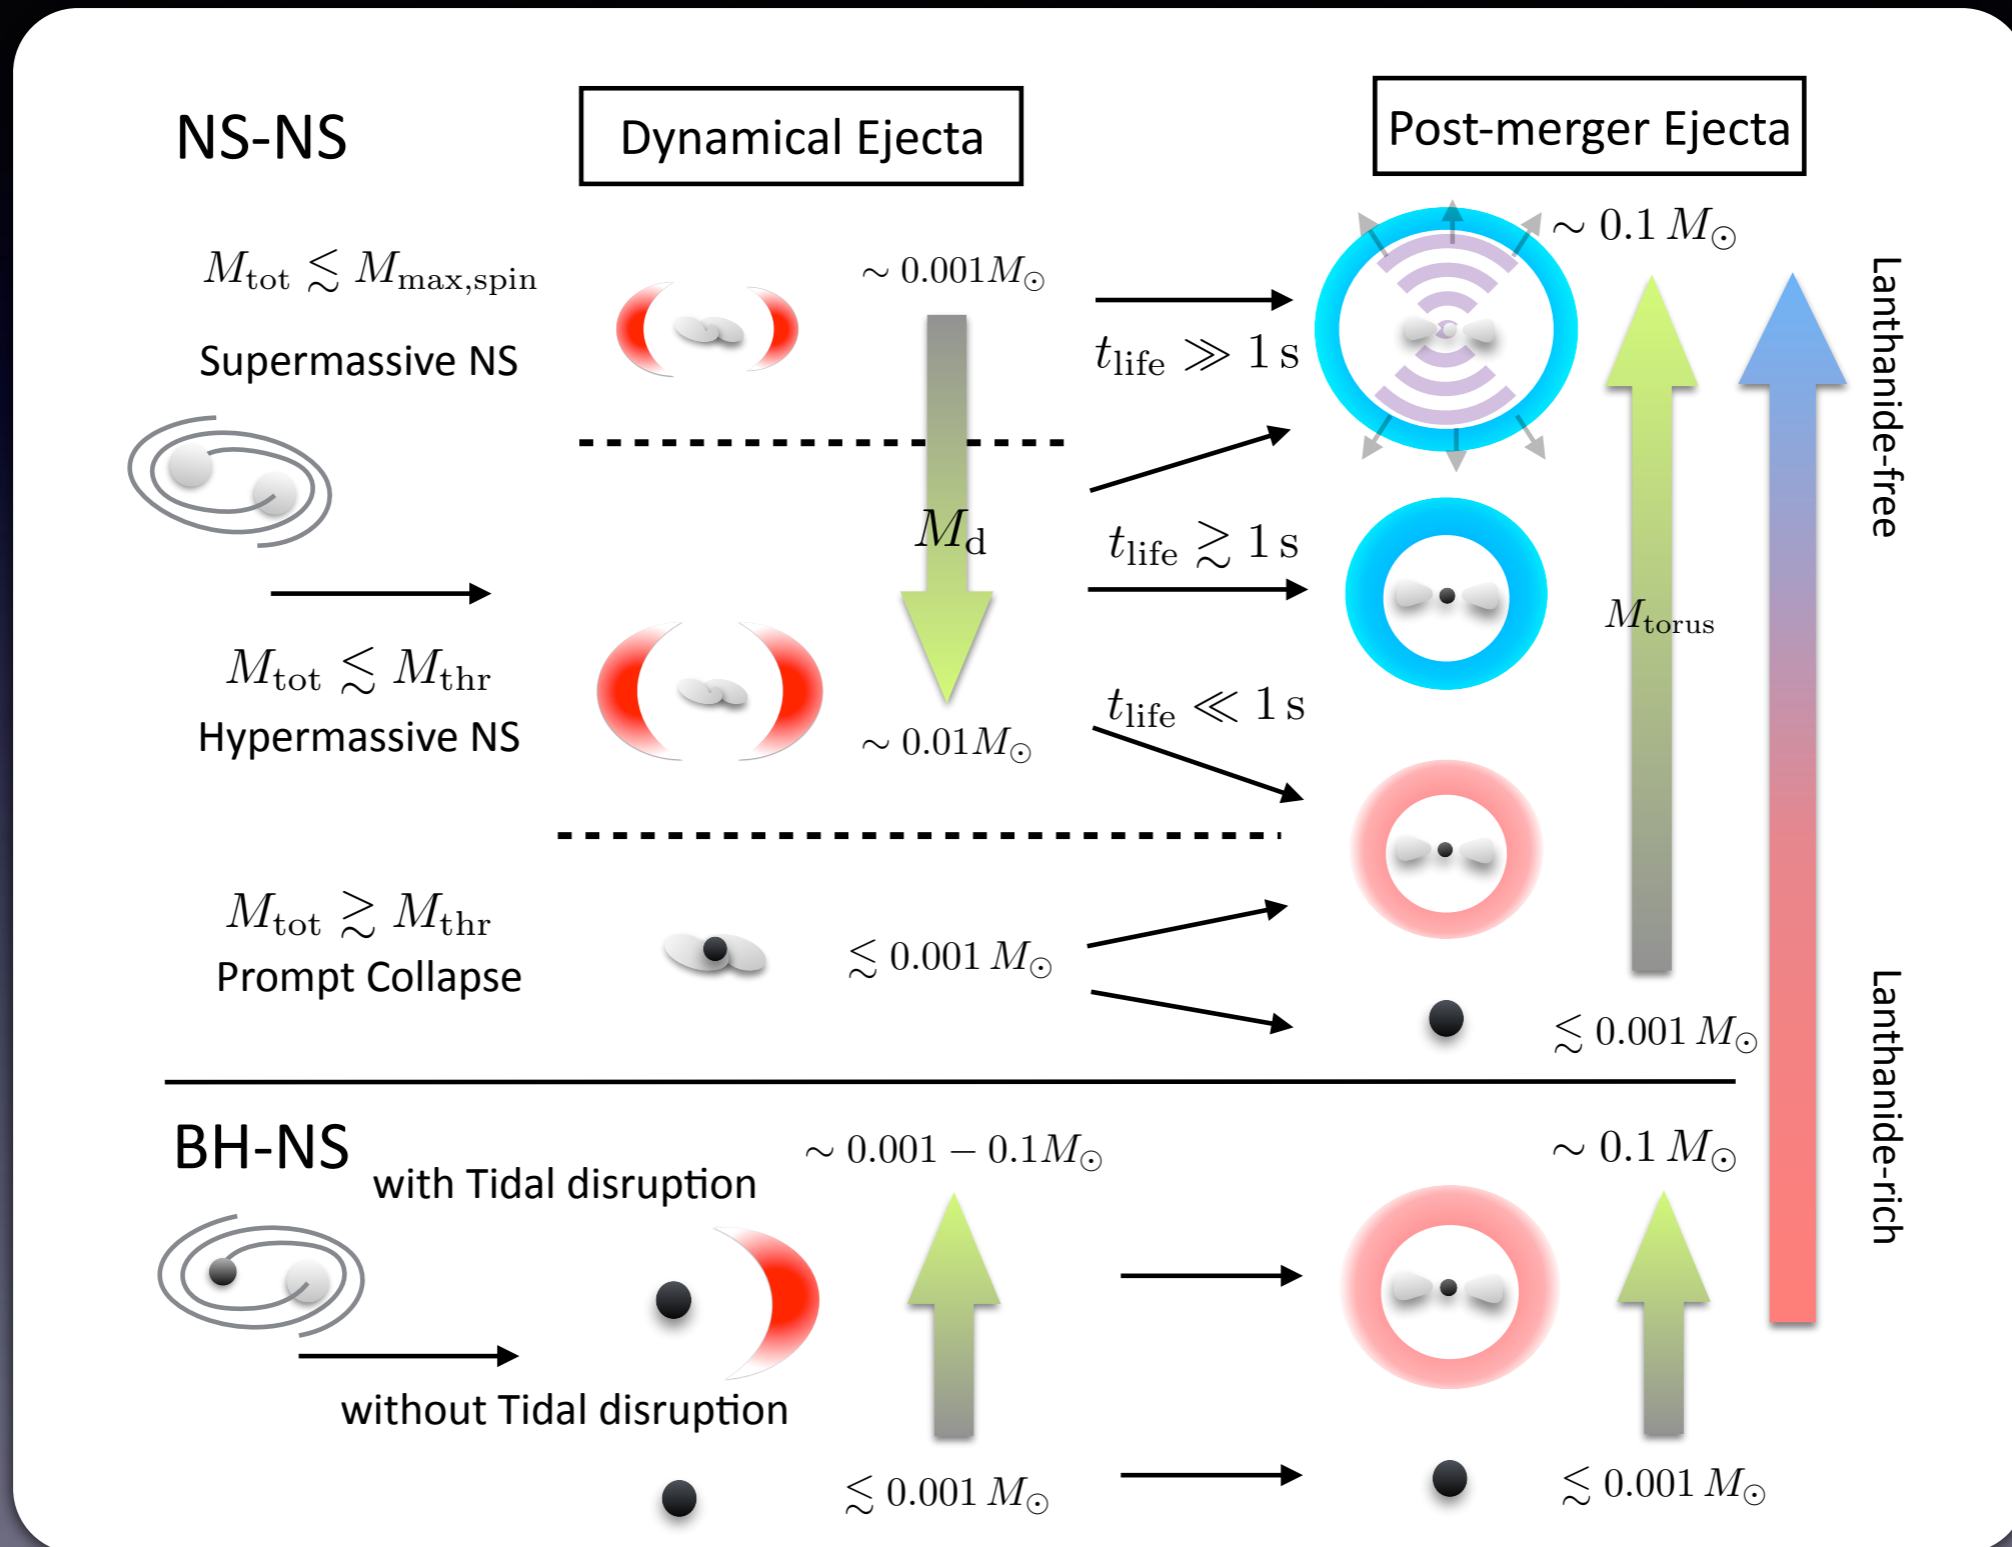 NS-NS
Dynamical Ejecta
Post-merger Ejecta
M_tot ≲ M_max,spin
Supermassive NS
∼ 0.001M⊙
t_life ≫ 1 s
∼ 0.1 M⊙
Lanthanide-free
M_d
t_life ≳ 1 s
M_torus
M_tot ≲ M_thr
Hypermassive NS
∼ 0.01M⊙
t_life ≪ 1 s
M_tot ≳ M_thr
Prompt Collapse
≲ 0.001 M⊙
≲ 0.001 M⊙
Lanthanide-rich
BH-NS
with Tidal disruption
∼ 0.001 − 0.1M⊙
∼ 0.1 M⊙
without Tidal disruption
≲ 0.001 M⊙
≲ 0.001 M⊙